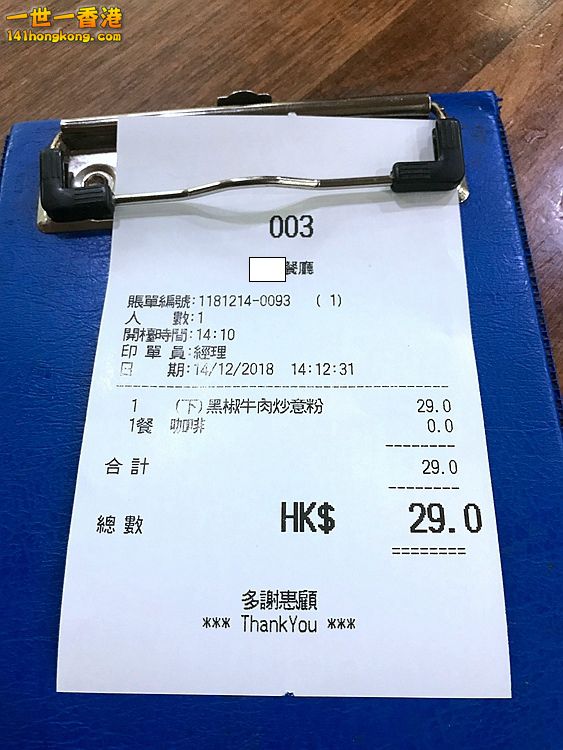 一世一香港
141hongkong.com
003
餐廳
賬單編號:1181214-0093 ( 1)
人 數:1
開檯時間:14:10
印 單 員:經理
日 期:14/12/2018 14:12:31
1 (下)黑椒牛肉炒意粉 29.0
1餐 咖啡 0.0
合計 29.0
總數 HK$ 29.0
多謝惠顧
*** ThankYou ***